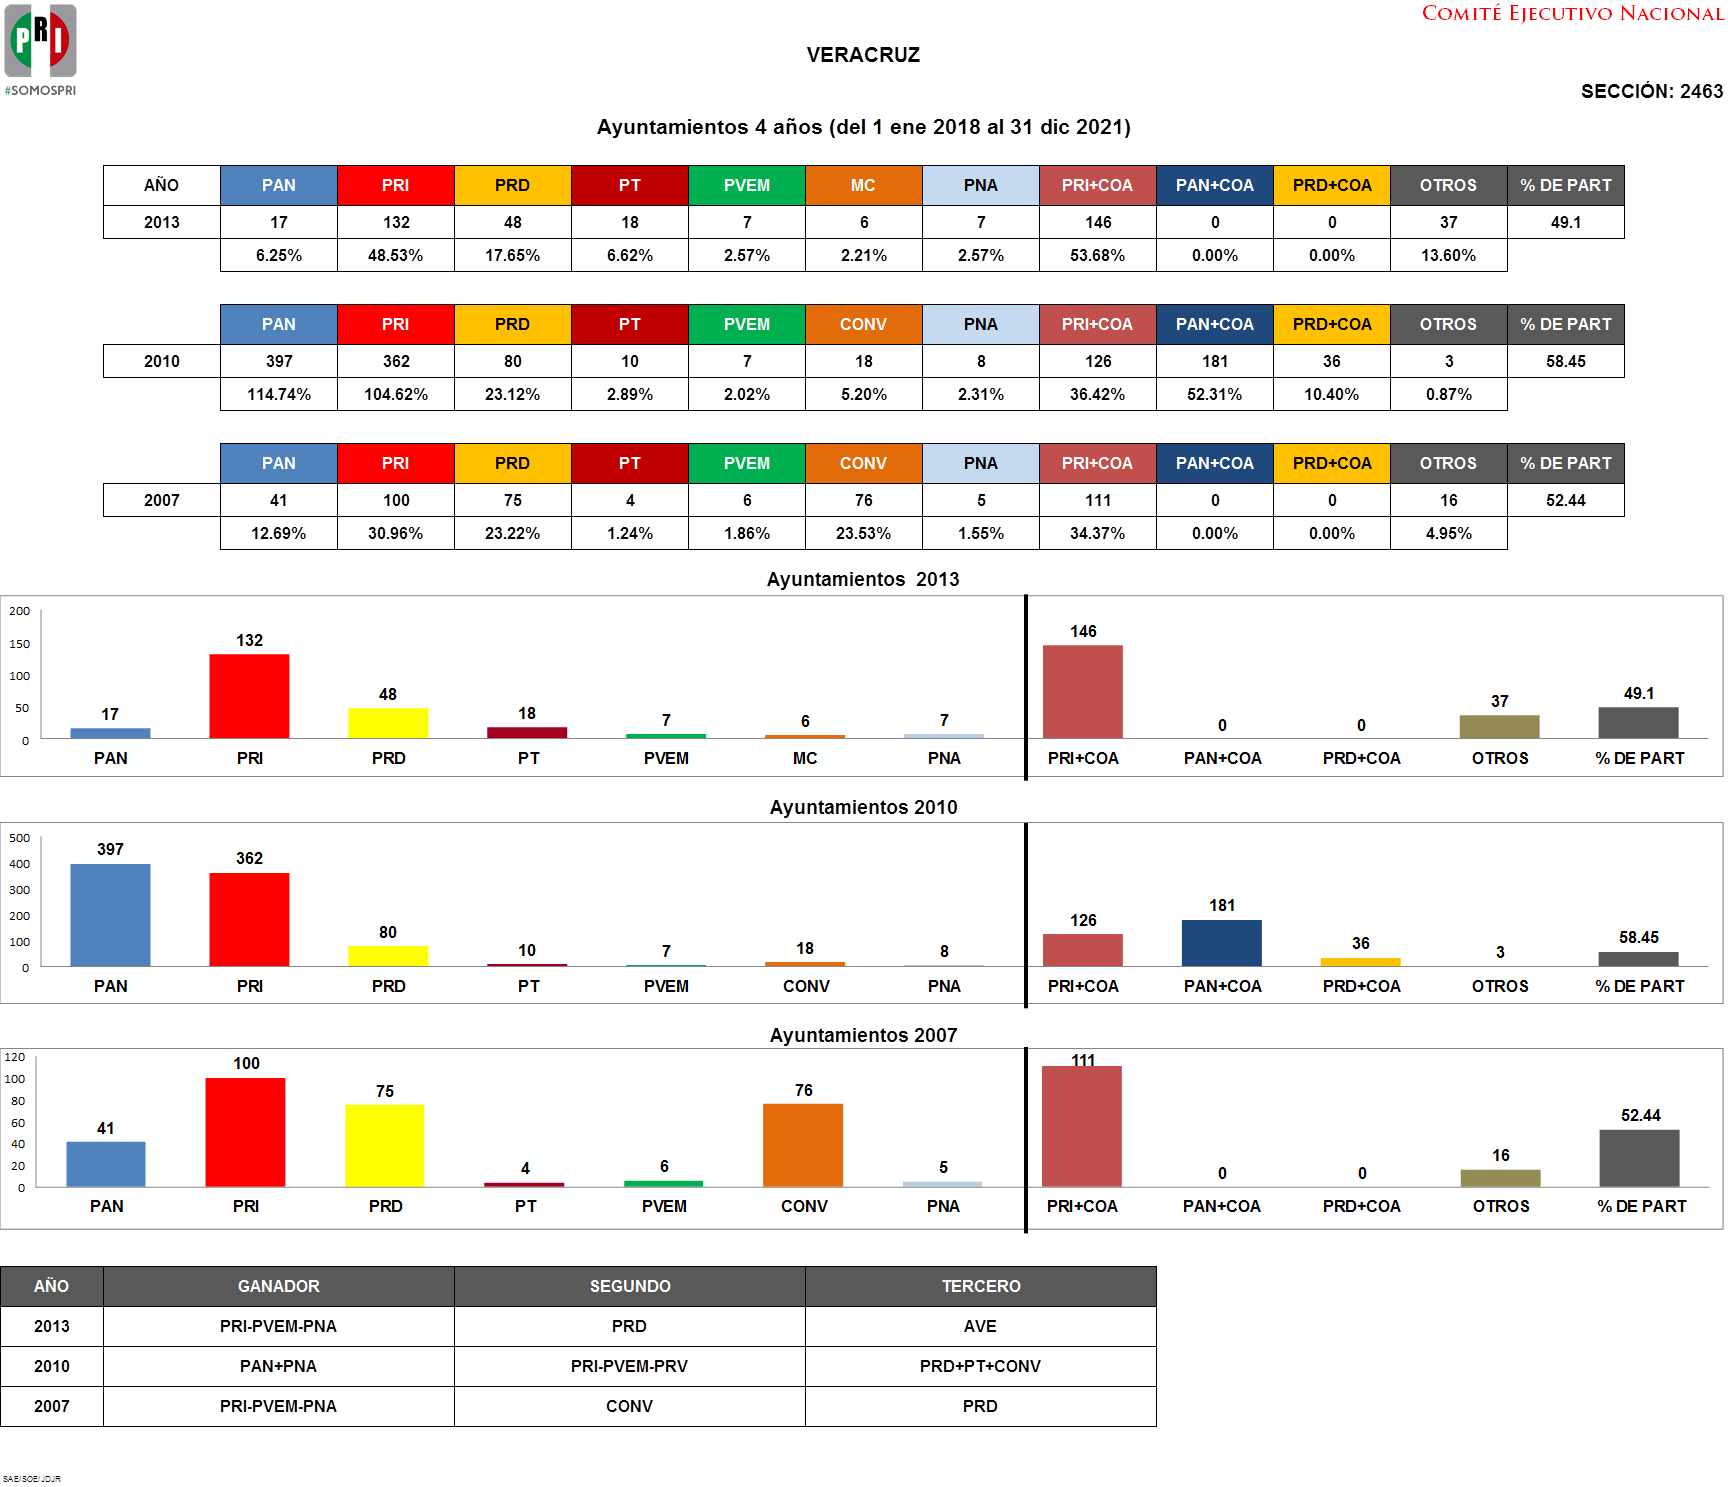 COMITÉ EJECUTIVO NACIONAL
PRI
#SOMOSPRI
VERACRUZ
SECCIÓN: 2463
Ayuntamientos 4 años (del 1 ene 2018 al 31 dic 2021)
AÑO PAN PRI PRD PT PVEM MC PNA PRI+COA PAN+COA PRD+COA OTROS % DE PART
2013 17 132 48 18 7 6 7 146 0 0 37 49.1
6.25% 48.53% 17.65% 6.62% 2.57% 2.21% 2.57% 53.68% 0.00% 0.00% 13.60%
PAN PRI PRD PT PVEM CONV PNA PRI+COA PAN+COA PRD+COA OTROS % DE PART
2010 397 362 80 10 7 18 8 126 181 36 3 58.45
114.74% 104.62% 23.12% 2.89% 2.02% 5.20% 2.31% 36.42% 52.31% 10.40% 0.87%
PAN PRI PRD PT PVEM CONV PNA PRI+COA PAN+COA PRD+COA OTROS % DE PART
2007 41 100 75 4 6 76 5 111 0 0 16 52.44
12.69% 30.96% 23.22% 1.24% 1.86% 23.53% 1.55% 34.37% 0.00% 0.00% 4.95%
Ayuntamientos  2013
200
150
100
50
0
17 132 48 18 7 6 7 146 0 0 37 49.1
PAN PRI PRD PT PVEM MC PNA PRI+COA PAN+COA PRD+COA OTROS % DE PART
Ayuntamientos 2010
500
400
300
200
100
0
397 362 80 10 7 18 8 126 181 36 3 58.45
PAN PRI PRD PT PVEM CONV PNA PRI+COA PAN+COA PRD+COA OTROS % DE PART
Ayuntamientos 2007
120
100
80
60
40
20
0
41 100 75 4 6 76 5 111 0 0 16 52.44
PAN PRI PRD PT PVEM CONV PNA PRI+COA PAN+COA PRD+COA OTROS % DE PART
AÑO GANADOR SEGUNDO TERCERO
2013 PRI-PVEM-PNA PRD AVE
2010 PAN+PNA PRI-PVEM-PRV PRD+PT+CONV
2007 PRI-PVEM-PNA CONV PRD
SAE/SOE/JDJR